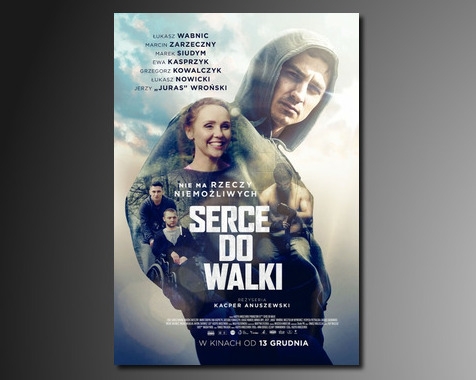 ŁUKASZ WABNIC
MARCIN ZARZECZNY
MAREK SIUDYM
EWA KASPRZYK
GRZEGORZ KOWALCZYK
ŁUKASZ NOWICKI
JERZY „JURAS" WROŃSKI
NIE MA RZECZY
NIEMOŻLIWYCH
SERCE
DO
WALKI
REŻYSERIA
KACPER ANUSZEWSKI
W KINACH OD 13 GRUDNIA